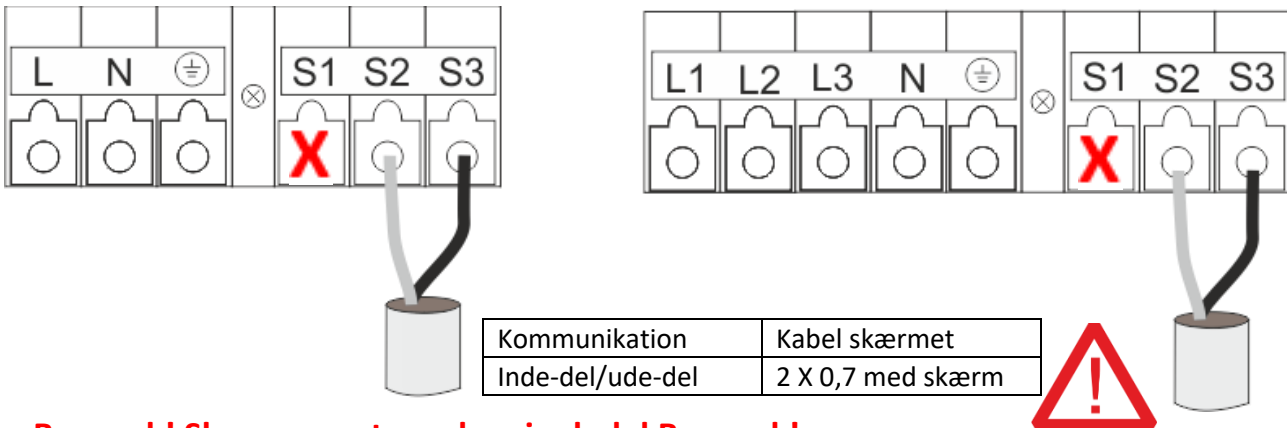 L N S1 S2 S3
X
L1 L2 L3 N S1 S2 S3
X
Kommunikation Kabel skærmet
Inde-del/ude-del 2 X 0,7 med skærm
!